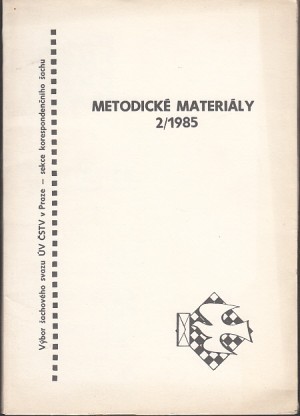 METODICKÉ MATERIÁLY
2/1985
Výbor šachového svazu ÚV ČSTV v Praze – sekce korespondenčního šachu